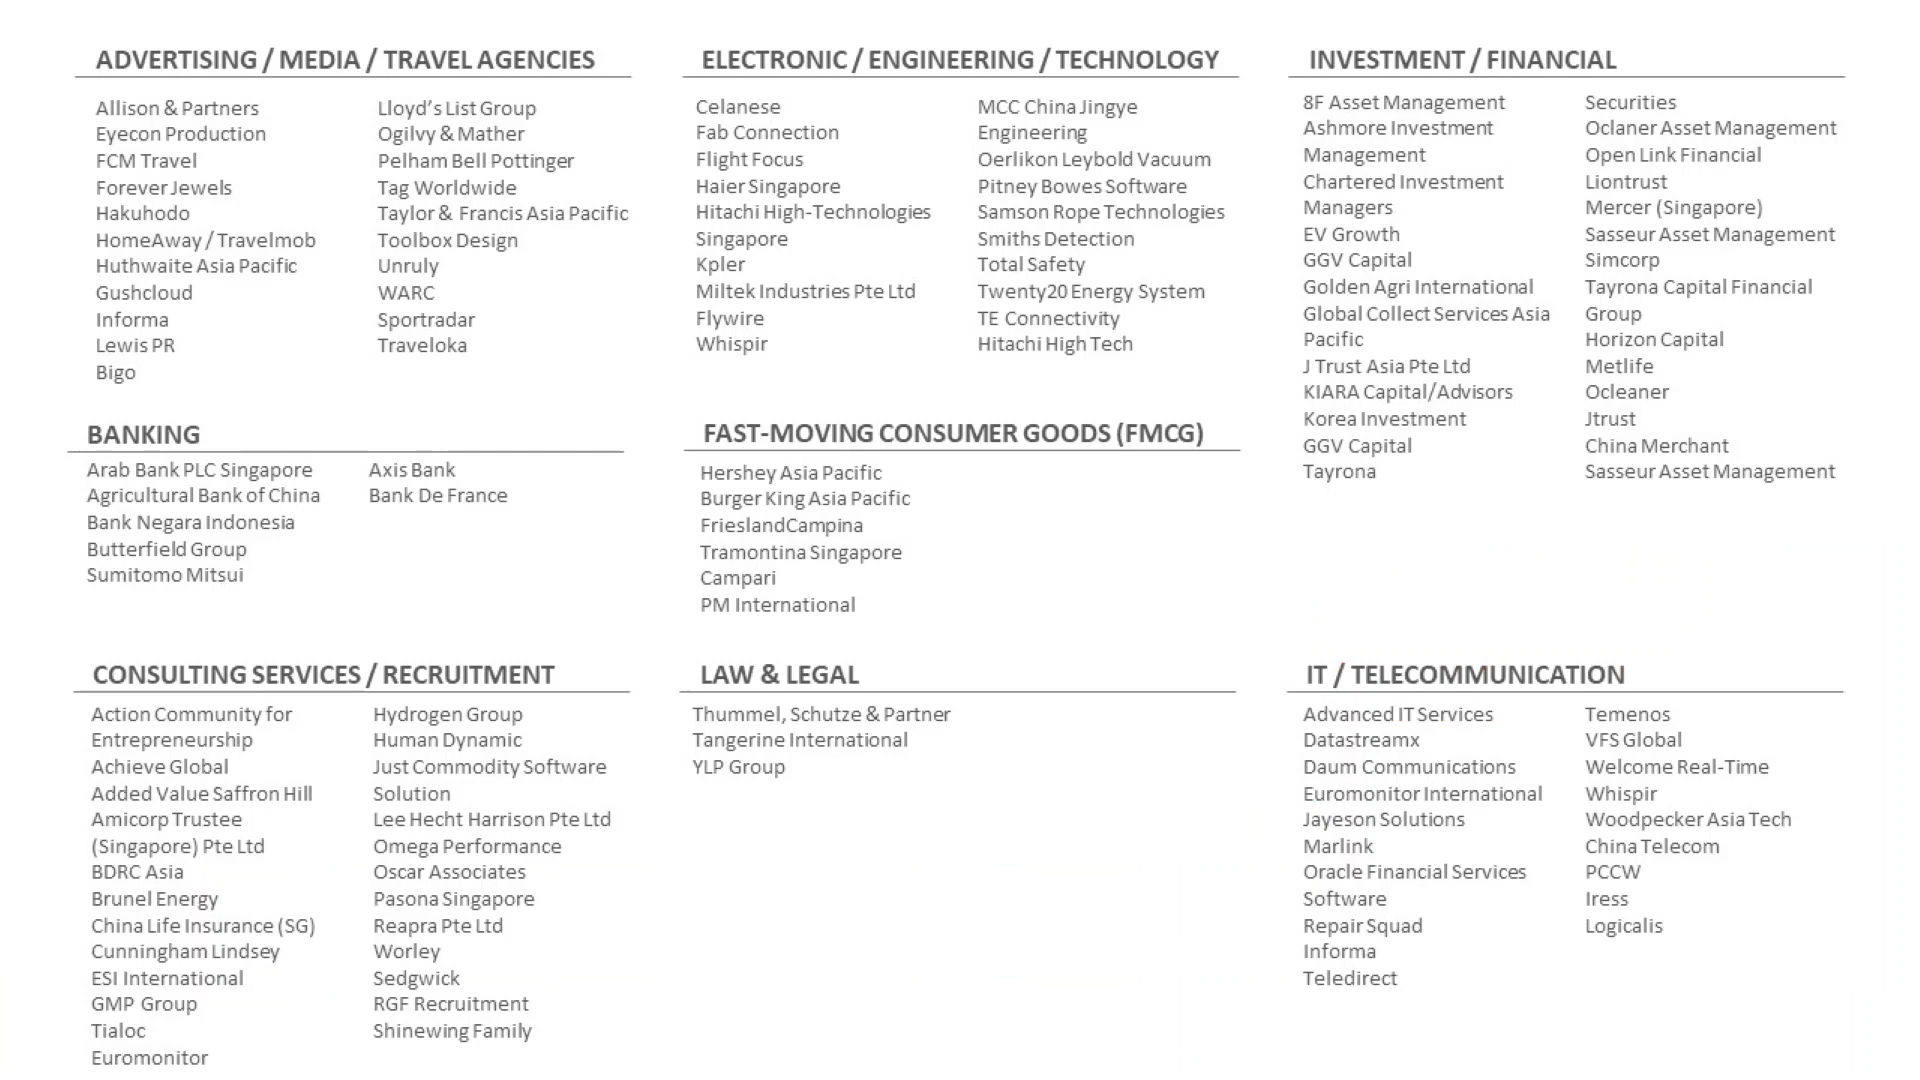 ADVERTISING / MEDIA / TRAVEL AGENCIES
Allison & Partners
Eyecon Production
FCM Travel
Forever Jewels
Hakuhodo
HomeAway / Travelmob
Huthwaite Asia Pacific
Gushcloud
Informa
Lewis PR
Bigo
Lloyd's List Group
Ogilvy & Mather
Pelham Bell Pottinger
Tag Worldwide
Taylor & Francis Asia Pacific
Toolbox Design
Unruly
WARC
Sportradar
Traveloka
ELECTRONIC / ENGINEERING / TECHNOLOGY
Celanese
Fab Connection
Flight Focus
Haier Singapore
Hitachi High-Technologies
Singapore
Kpler
Miltek Industries Pte Ltd
Flywire
Whispir
MCC China Jingye
Engineering
Oerlikon Leybold Vacuum
Pitney Bowes Software
Samson Rope Technologies
Smiths Detection
Total Safety
Twenty20 Energy System
TE Connectivity
Hitachi High Tech
INVESTMENT / FINANCIAL
8F Asset Management
Ashmore Investment
Management
Chartered Investment
Managers
EV Growth
GGV Capital
Golden Agri International
Global Collect Services Asia
Pacific
J Trust Asia Pte Ltd
KIARA Capital/Advisors
Korea Investment
GGV Capital
Tayrona
Securities
Oclaner Asset Management
Open Link Financial
Liontrust
Mercer (Singapore)
Sasseur Asset Management
Simcorp
Tayrona Capital Financial
Group
Horizon Capital
Metlife
Ocleaner
Jtrust
China Merchant
Sasseur Asset Management
BANKING
Arab Bank PLC Singapore
Agricultural Bank of China
Bank Negara Indonesia
Butterfield Group
Sumitomo Mitsui
Axis Bank
Bank De France
FAST-MOVING CONSUMER GOODS (FMCG)
Hershey Asia Pacific
Burger King Asia Pacific
FrieslandCampina
Tramontina Singapore
Campari
PM International
CONSULTING SERVICES / RECRUITMENT
Action Community for
Entrepreneurship
Achieve Global
Added Value Saffron Hill
Amicorp Trustee
(Singapore) Pte Ltd
BDRC Asia
Brunel Energy
China Life Insurance (SG)
Cunningham Lindsey
ESI International
GMP Group
Tialoc
Euromonitor
Hydrogen Group
Human Dynamic
Just Commodity Software
Solution
Lee Hecht Harrison Pte Ltd
Omega Performance
Oscar Associates
Pasona Singapore
Reapra Pte Ltd
Worley
Sedgwick
RGF Recruitment
Shinewing Family
LAW & LEGAL
Thummel, Schutze & Partner
Tangerine International
YLP Group
IT / TELECOMMUNICATION
Advanced IT Services
Datastreamx
Daum Communications
Euromonitor International
Jayeson Solutions
Marlink
Oracle Financial Services
Software
Repair Squad
Informa
Teledirect
Temenos
VFS Global
Welcome Real-Time
Whispir
Woodpecker Asia Tech
China Telecom
PCCW
Iress
Logicalis